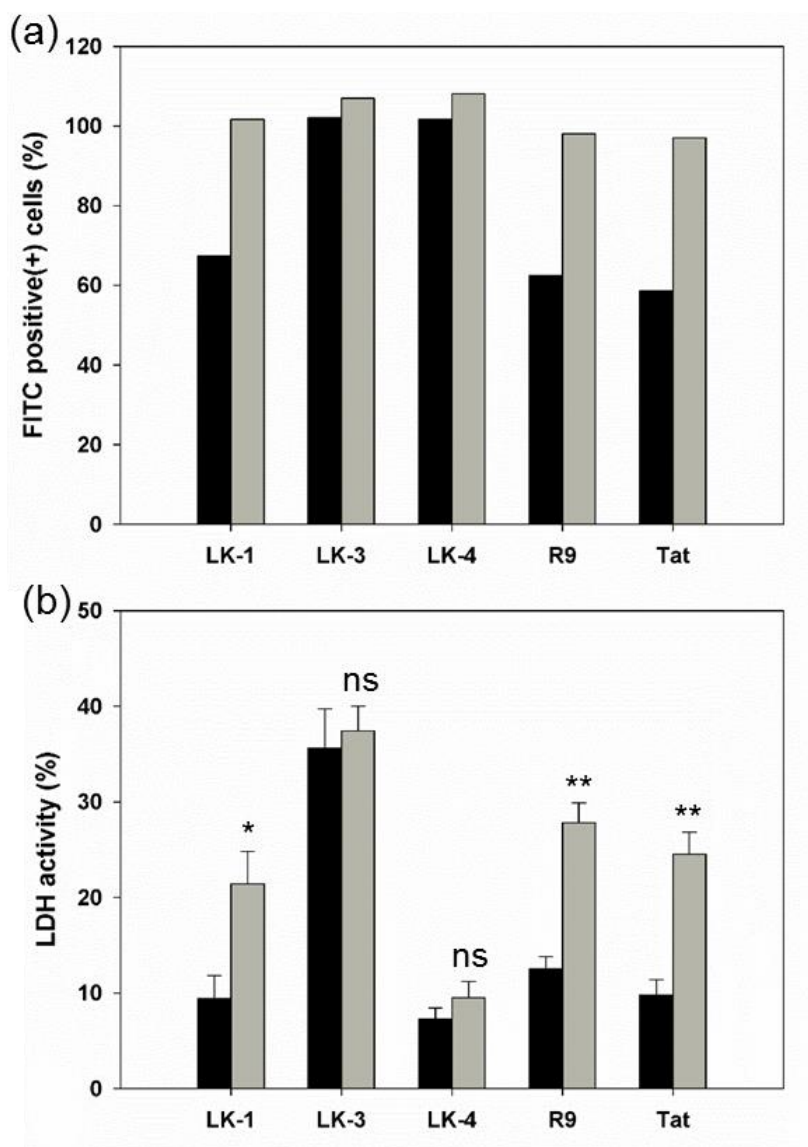 (a)
120
100
80
60
40
20
0
FITC positive(+) cells (%)
LK-1 LK-3 LK-4 R9 Tat
(b)
50
40
30
20
10
0
LDH activity (%)
* ns ns ** **
LK-1 LK-3 LK-4 R9 Tat